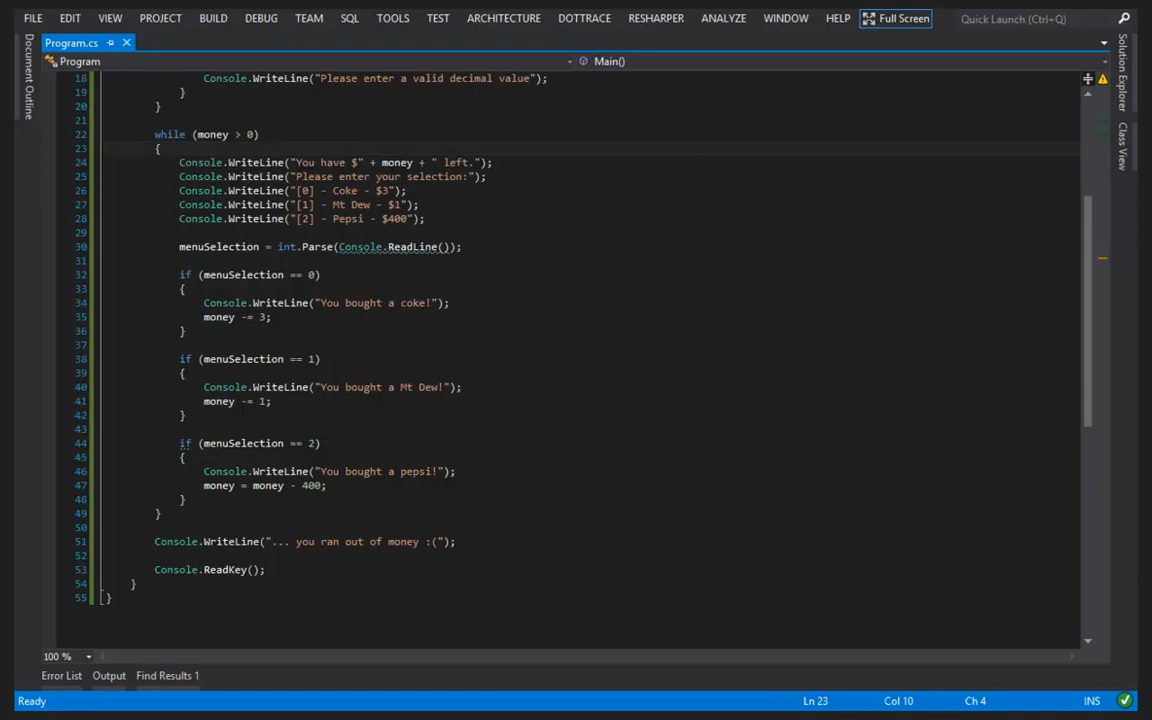 FILE EDIT VIEW PROJECT BUILD DEBUG TEAM SQL TOOLS TEST ARCHITECTURE DOTTRACE RESHARPER ANALYZE WINDOW HELP Full Screen Quick Launch (Ctrl+Q)
Program.cs
Program Main()
Document Outline
Solution Explorer
Class View
18 Console.WriteLine("Please enter a valid decimal value");
19 }
20 }
21
22 while (money > 0)
23 {
24 Console.WriteLine("You have $" + money + " left.");
25 Console.WriteLine("Please enter your selection:");
26 Console.WriteLine("[0] - Coke - $3");
27 Console.WriteLine("[1] - Mt Dew - $1");
28 Console.WriteLine("[2] - Pepsi - $400");
29
30 menuSelection = int.Parse(Console.ReadLine());
31
32 if (menuSelection == 0)
33 {
34 Console.WriteLine("You bought a coke!");
35 money -= 3;
36 }
37
38 if (menuSelection == 1)
39 {
40 Console.WriteLine("You bought a Mt Dew!");
41 money -= 1;
42 }
43
44 if (menuSelection == 2)
45 {
46 Console.WriteLine("You bought a pepsi!");
47 money = money - 400;
48 }
49 }
50
51 Console.WriteLine("... you ran out of money :(");
52
53 Console.ReadKey();
54 }
55 }
100 %
Error List Output Find Results 1
Ready Ln 23 Col 10 Ch 4 INS